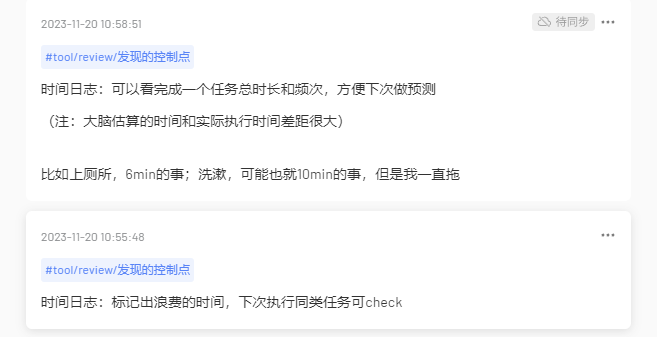 2023-11-20 10:58:51
待同步
#tool/review/发现的控制点
时间日志：可以看完成一个任务总时长和频次，方便下次做预测
（注：大脑估算的时间和实际执行时间差距很大）
比如上厕所，6min的事；洗漱，可能也就10min的事，但是我一直拖
2023-11-20 10:55:48
#tool/review/发现的控制点
时间日志：标记出浪费的时间，下次执行同类任务可check